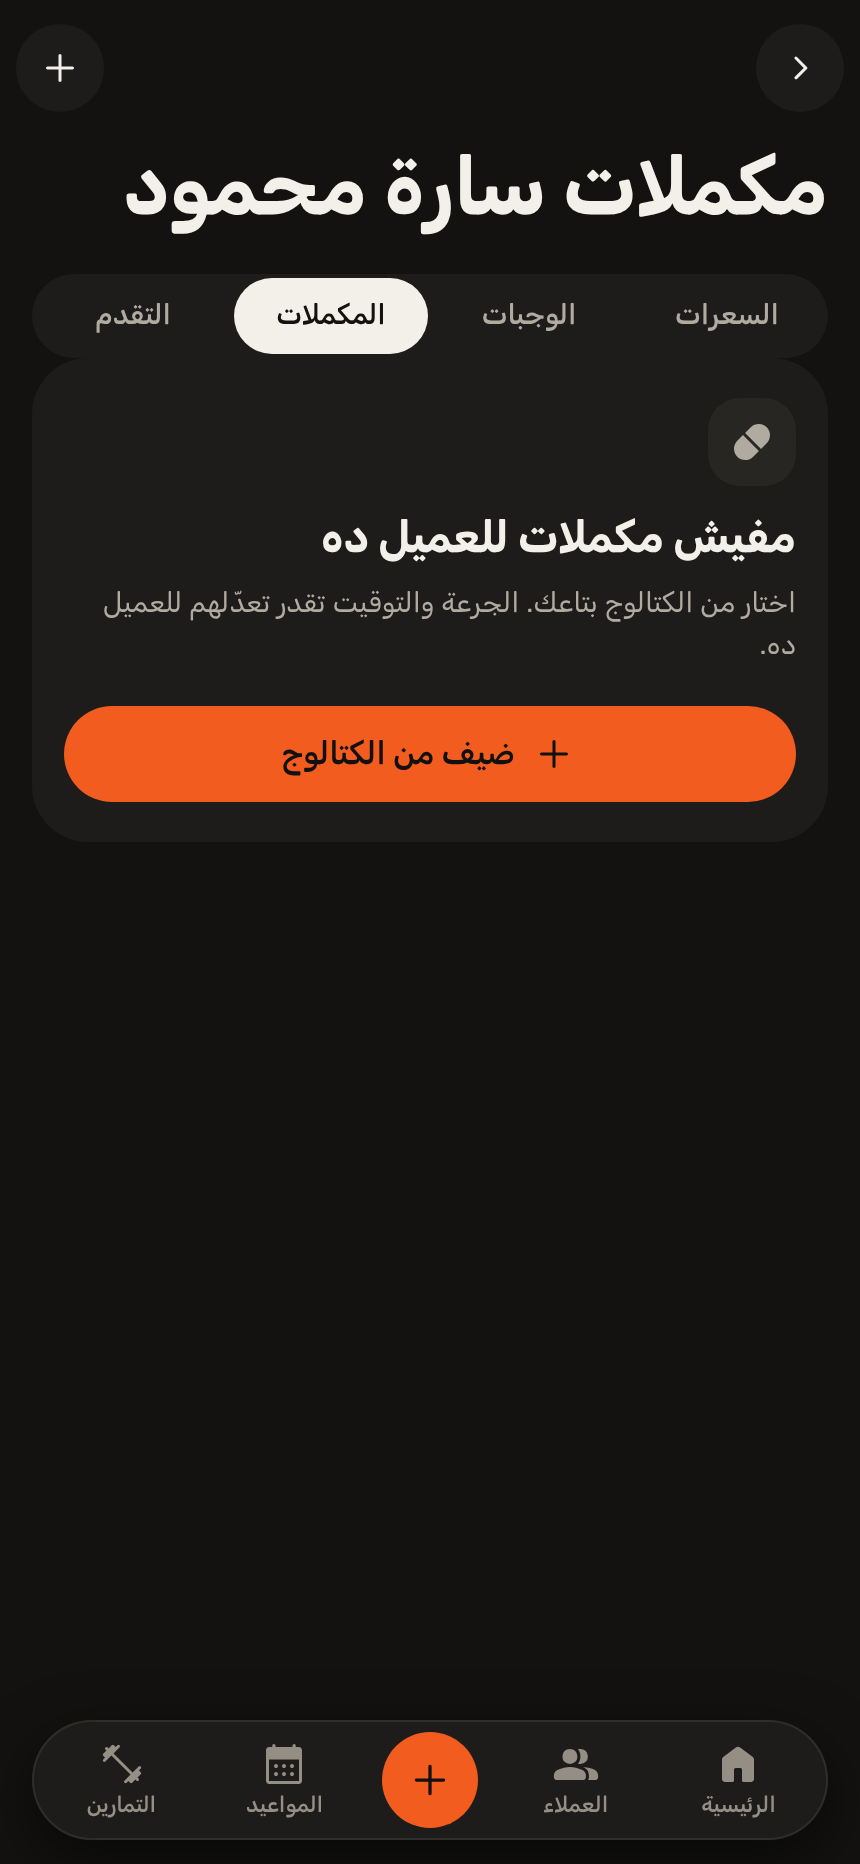 مكملات سارة محمود
السعرات
الوجبات
المكملات
التقدم
مفيش مكملات للعميل ده
اختار من الكتالوج بتاعك. الجرعة والتوقيت تقدر تعدّلهم للعميل
ده.
ضيف من الكتالوج
الرئيسية
العملاء
المواعيد
التمارين